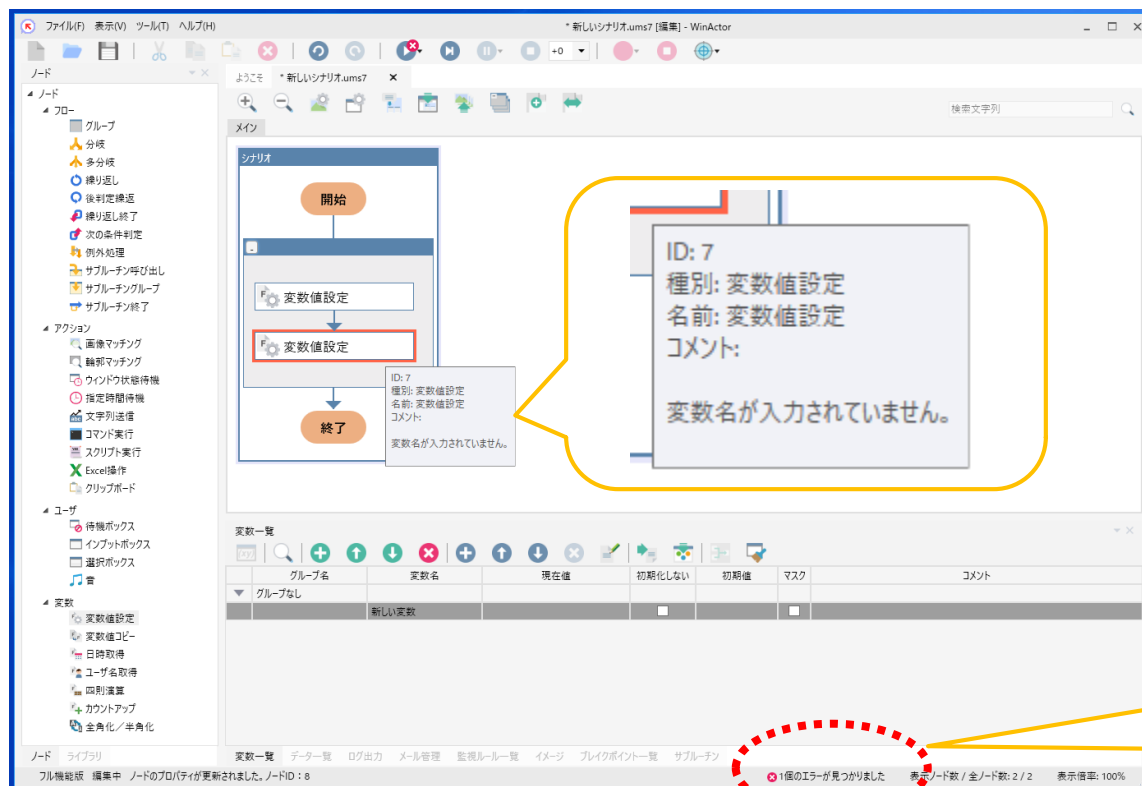 ファイル(F) 表示(V) ツール(T) ヘルプ(H)
* 新しいシナリオ.ums7 [編集] - WinActor
+0
ノード
ようこそ
* 新しいシナリオ.ums7
検索文字列
メイン
ノード
フロー
グループ
分岐
多分岐
繰り返し
後判定繰返
繰り返し終了
次の条件判定
例外処理
サブルーチン呼び出し
サブルーチングループ
サブルーチン終了
アクション
画像マッチング
輪郭マッチング
ウィンドウ状態待機
指定時間待機
文字列送信
コマンド実行
スクリプト実行
Excel操作
クリップボード
ユーザ
待機ボックス
インプットボックス
選択ボックス
音
変数
変数値設定
変数値コピー
日時取得
ユーザ名取得
四則演算
カウントアップ
全角化／半角化
ノード ライブラリ
シナリオ
開始
変数値設定
変数値設定
終了
ID: 7
種別: 変数値設定
名前: 変数値設定
コメント:
変数名が入力されていません。
ID: 7
種別: 変数値設定
名前: 変数値設定
コメント:
変数名が入力されていません。
変数一覧
グループ名 変数名 現在値 初期化しない 初期値 マスク コメント
グループなし
新しい変数
変数一覧 データ一覧 ログ出力 メール管理 監視ルール一覧 イメージ ブレイクポイント一覧 サブルーチン
フル機能版 編集中 ノードのプロパティが更新されました。ノードID：8
1個のエラーが見つかりました
表示ノード数 / 全ノード数: 2 / 2
表示倍率: 100%